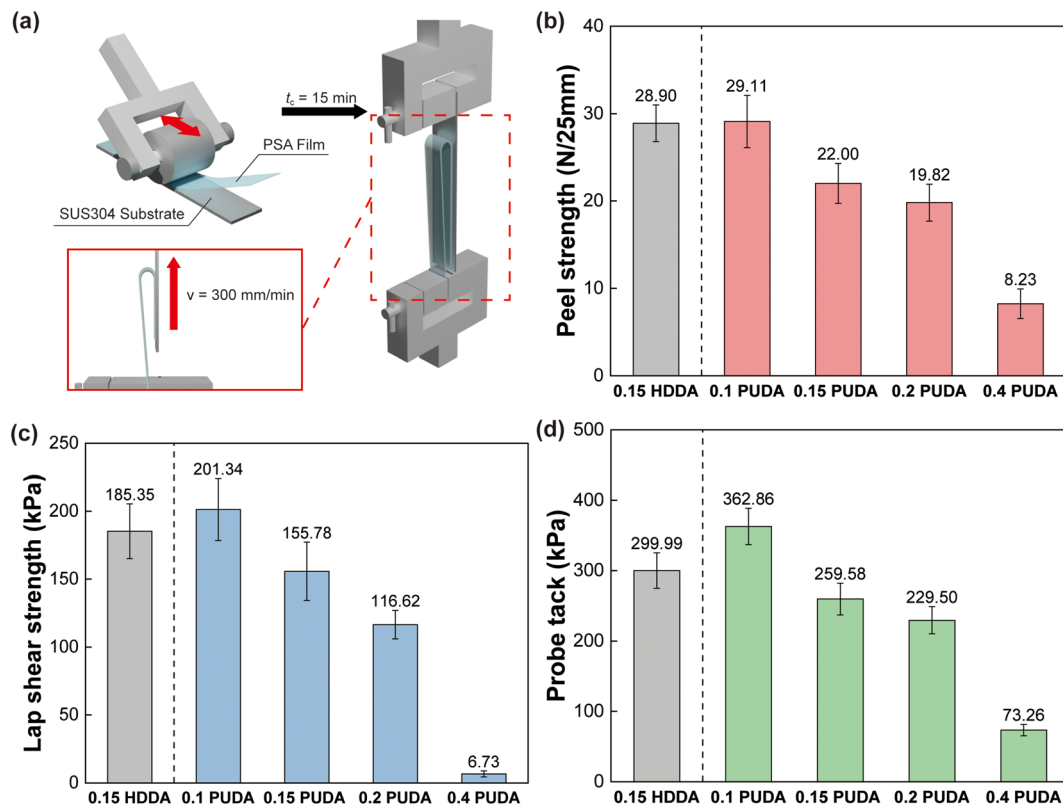 (a)
t_c = 15 min
PSA Film
SUS304 Substrate
v = 300 mm/min
(b)
Peel strength (N/25mm)
40
30
20
10
0
28.90
29.11
22.00
19.82
8.23
0.15 HDDA 0.1 PUDA 0.15 PUDA 0.2 PUDA 0.4 PUDA
(c)
Lap shear strength (kPa)
250
200
150
100
50
0
185.35
201.34
155.78
116.62
6.73
0.15 HDDA 0.1 PUDA 0.15 PUDA 0.2 PUDA 0.4 PUDA
(d)
Probe tack (kPa)
500
400
300
200
100
0
299.99
362.86
259.58
229.50
73.26
0.15 HDDA 0.1 PUDA 0.15 PUDA 0.2 PUDA 0.4 PUDA